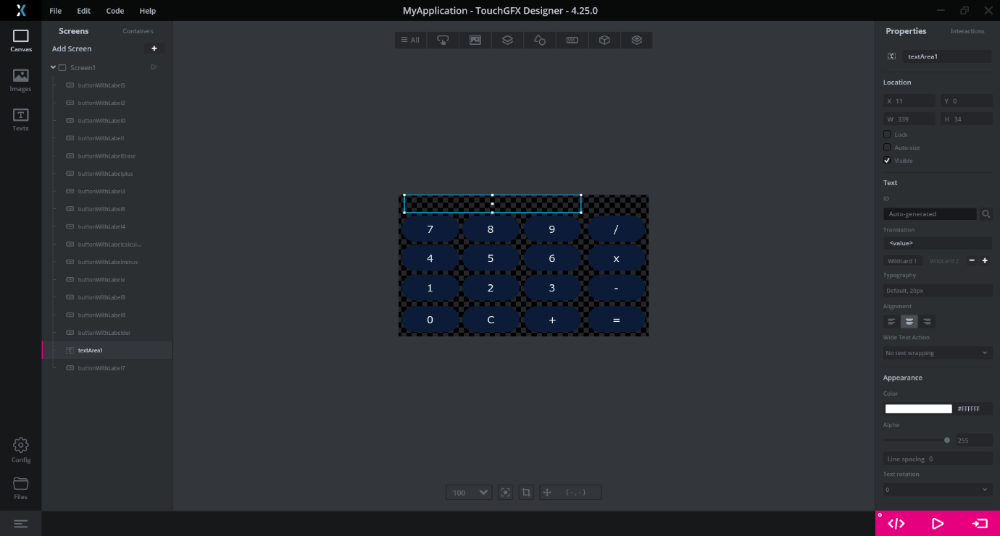 File Edit Code Help
MyApplication - TouchGFX Designer - 4.25.0
Canvas
Images
Texts
Config
Files
Screens Containers
Add Screen +
Screen1
buttonWithLabel5
buttonWithLabel2
buttonWithLabel0
buttonWithLabel1
buttonWithLabelErase
buttonWithLabelplus
buttonWithLabel3
buttonWithLabel6
buttonWithLabel4
buttonWithLabelcalcul...
buttonWithLabelminus
buttonWithLabelx
buttonWithLabel9
buttonWithLabel8
buttonWithLabeldel
textArea1
buttonWithLabel7
All
7 8 9 /
4 5 6 x
1 2 3 -
0 C + =
100 (-,-)
Properties Interactions
textArea1
Location
X 11 Y 0
W 339 H 34
Lock
Auto-size
Visible
Text
ID
Auto-generated
Translation
<value>
Wildcard 1 Wildcard 2 - +
Typography
Default, 20px
Alignment
Wide Text Action
No text wrapping
Appearance
Color
#FFFFFF
Alpha
255
Line spacing 0
Text rotation
0
</>